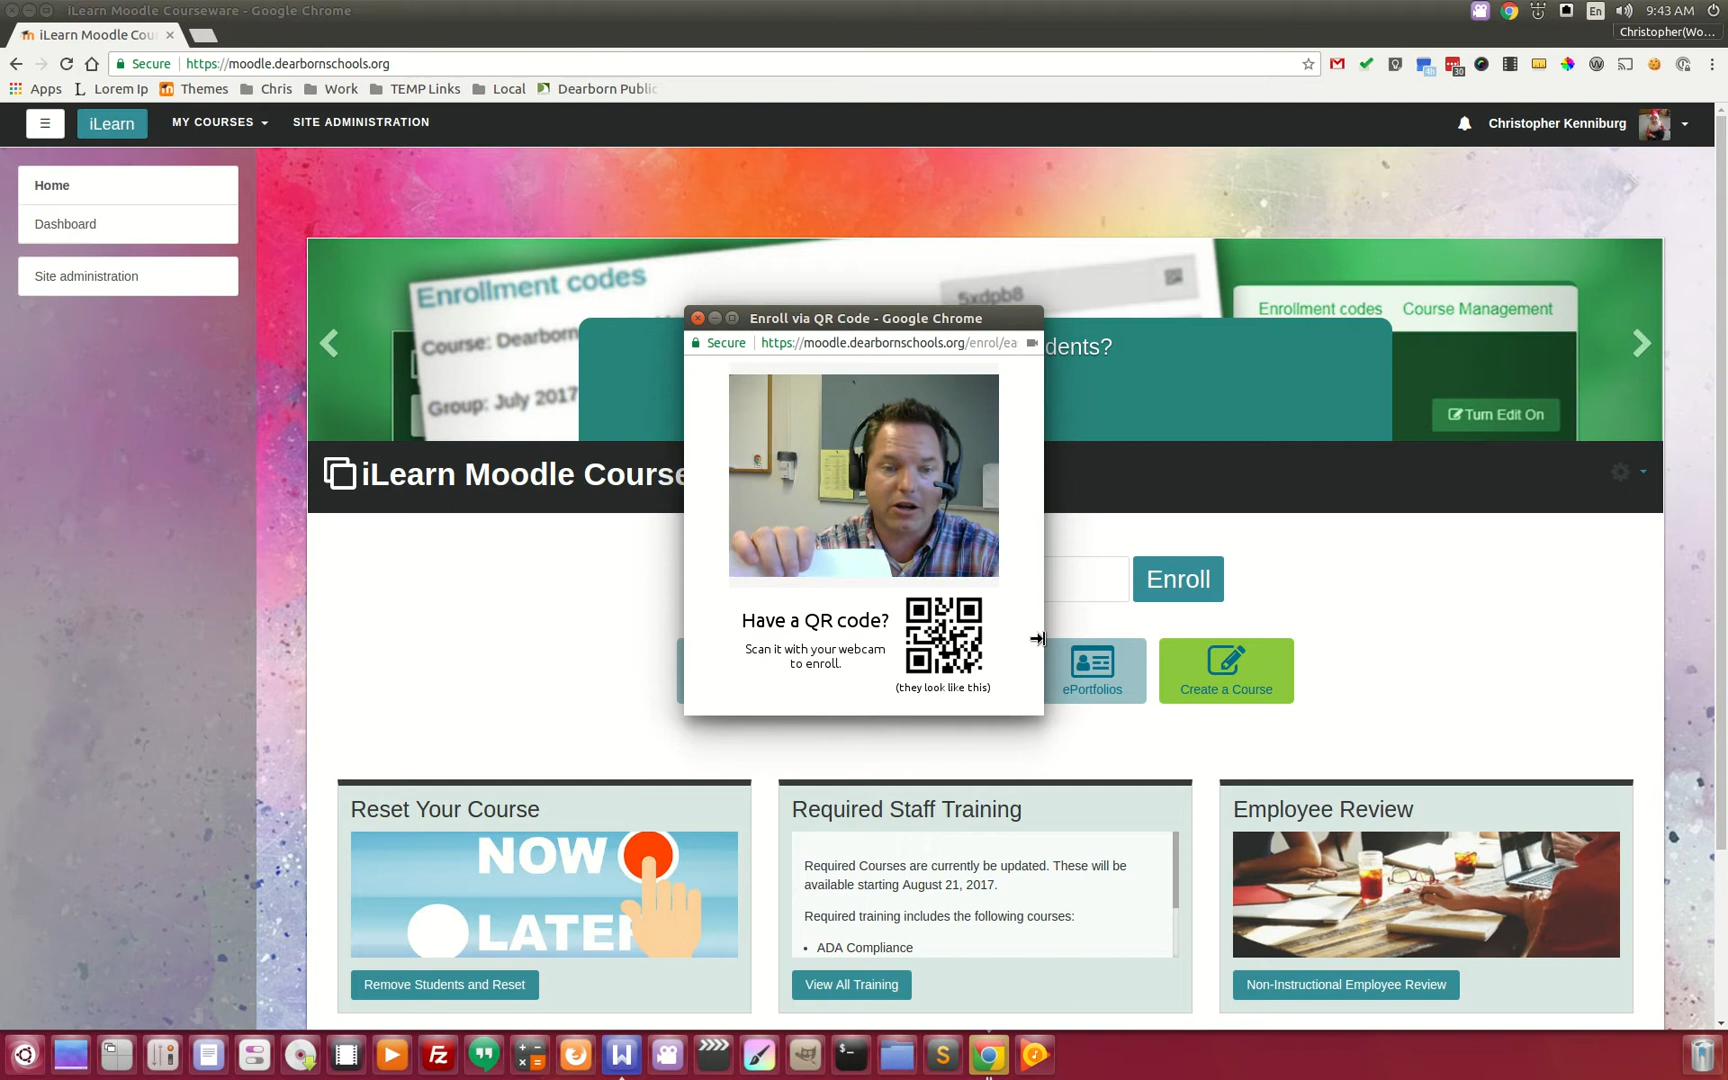 iLearn Moodle Courseware - Google Chrome
En
9:43 AM
iLearn Moodle Cou
Christopher(Wo...
Secure
https://moodle.dearbornschools.org
30
Apps
Lorem Ip
Themes
Chris
Work
TEMP Links
Local
Dearborn Public
iLearn
MY COURSES
SITE ADMINISTRATION
Christopher Kenniburg
Home
Dashboard
Site administration
Enrollment codes
5xdpb8
Course: Dearborn
Group: July 2017
Enrollment codes
Course Management
dents?
Turn Edit On
Enroll via QR Code - Google Chrome
Secure
https://moodle.dearbornschools.org/enrol/ea
iLearn Moodle Course
Have a QR code?
Scan it with your webcam
to enroll.
(they look like this)
Enroll
ePortfolios
Create a Course
Reset Your Course
NOW
LATER
Remove Students and Reset
Required Staff Training
Required Courses are currently be updated. These will be
available starting August 21, 2017.
Required training includes the following courses:
• ADA Compliance
View All Training
Employee Review
Non-Instructional Employee Review